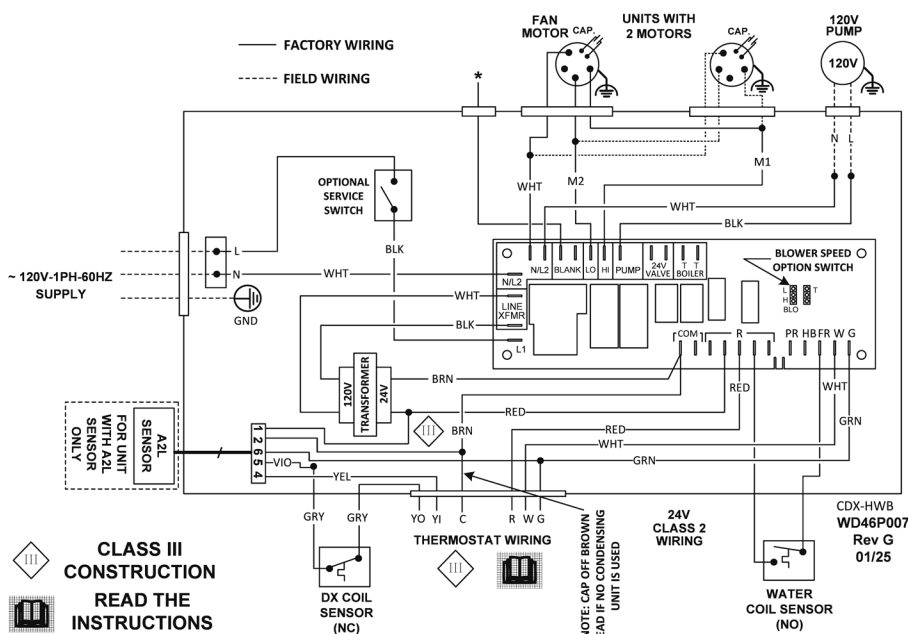 FACTORY WIRING
FIELD WIRING
*
FAN
MOTOR
CAP.
UNITS WITH
2 MOTORS
CAP.
120V
PUMP
120V
N
L
M1
M2
WHT
OPTIONAL
SERVICE
SWITCH
BLK
WHT
BLK
L
N
~ 120V-1PH-60HZ
SUPPLY
GND
WHT
WHT
BLK
N/L2
BLANK
LO
HI
PUMP
24V
VALVE
T T
BOILER
BLOWER SPEED
OPTION SWITCH
L
H
BLO
T
N/L2
LINE
XFMR
L1
COM
R
PR HB FR W G
120V
TRANSFORMER
24V
BRN
RED
BRN
RED
WHT
GRN
RED
WHT
GRN
III
A2L
SENSOR
FOR UNIT
WITH A2L
SENSOR
ONLY
1
2
6
5
4
VIO
YEL
GRY
GRY
YO YI C R W G
THERMOSTAT WIRING
III
NOTE: CAP OFF BROWN
EAD IF NO CONDENSING
UNIT IS USED
24V
CLASS 2
WIRING
CDX-HWB
WD46P007
Rev G
01/25
III
CLASS III
CONSTRUCTION
READ THE
INSTRUCTIONS
DX COIL
SENSOR
(NC)
WATER
COIL SENSOR
(NO)